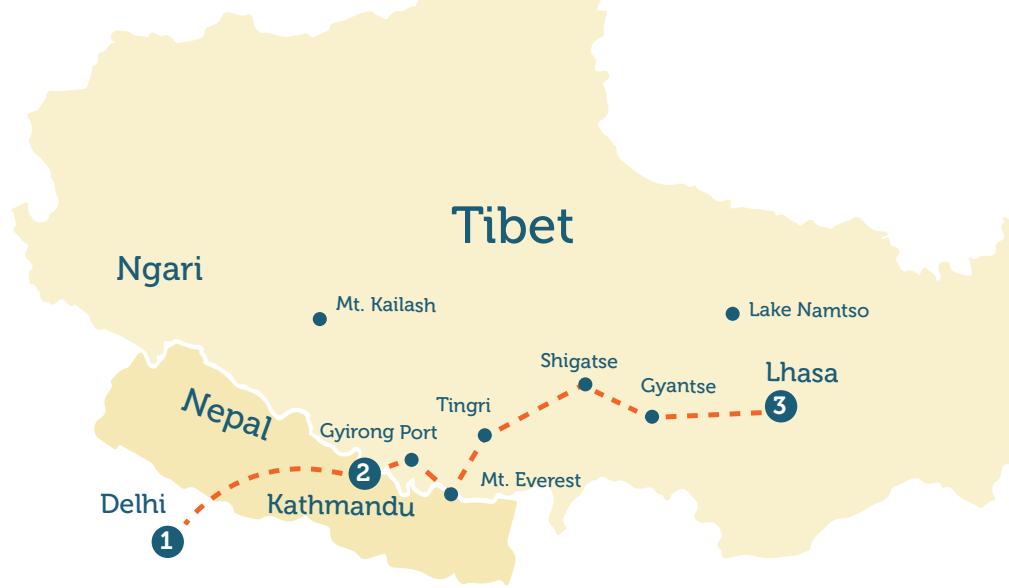 Tibet
Ngari
Mt. Kailash
Lake Namtso
Shigatse
Lhasa
Gyantse
3
Nepal
Tingri
Gyirong Port
2
Mt. Everest
Delhi
Kathmandu
1